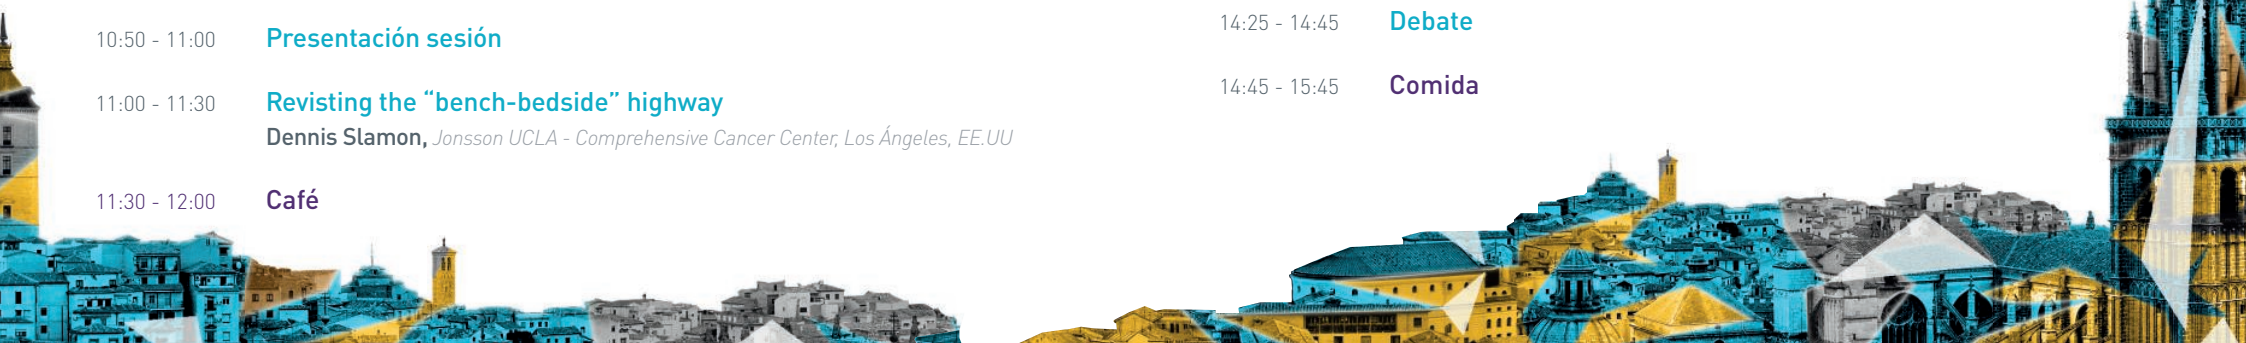 10:50 - 11:00 Presentación sesión
11:00 - 11:30 Revisting the “bench-bedside” highway
Dennis Slamon, Jonsson UCLA - Comprehensive Cancer Center, Los Ángeles, EE.UU
11:30 - 12:00 Café
14:25 - 14:45 Debate
14:45 - 15:45 Comida